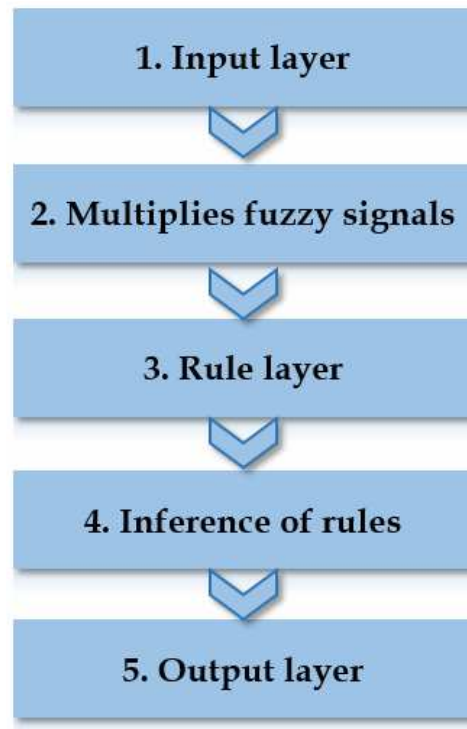 1. Input layer
2. Multiplies fuzzy signals
3. Rule layer
4. Inference of rules
5. Output layer